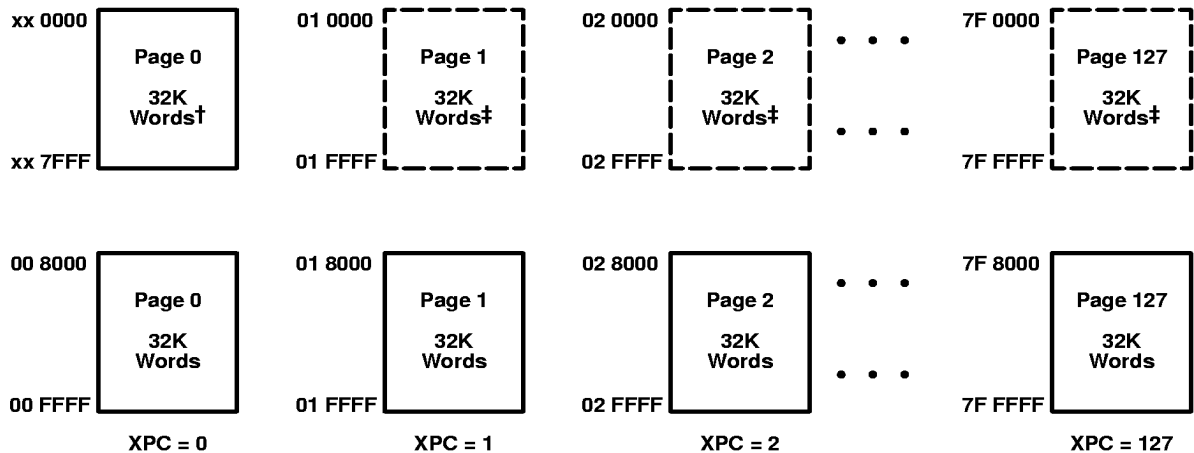 xx 0000 01 0000 02 0000 7F 0000
Page 0 Page 1 Page 2 Page 127
32K 32K 32K 32K
Words† Words‡ Words‡ Words‡
xx 7FFF 01 FFFF 02 FFFF 7F FFFF
00 8000 01 8000 02 8000 7F 8000
Page 0 Page 1 Page 2 Page 127
32K 32K 32K 32K
Words Words Words Words
00 FFFF 01 FFFF 02 FFFF 7F FFFF
XPC = 0 XPC = 1 XPC = 2 XPC = 127